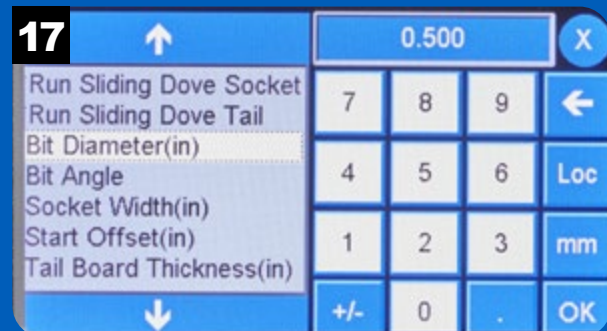 17
0.500
X
Run Sliding Dove Socket
Run Sliding Dove Tail
Bit Diameter(in)
Bit Angle
Socket Width(in)
Start Offset(in)
Tail Board Thickness(in)
7 8 9
4 5 6 Loc
1 2 3 mm
+/- 0 . OK